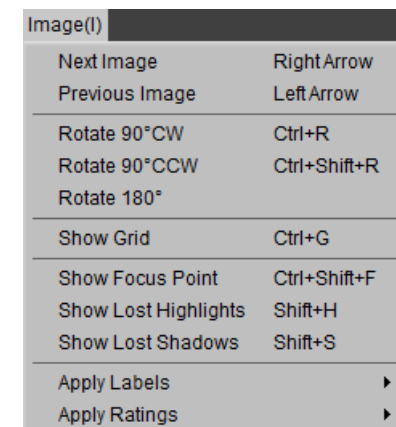 Image(I)
Next Image Right Arrow
Previous Image Left Arrow
Rotate 90°CW Ctrl+R
Rotate 90°CCW Ctrl+Shift+R
Rotate 180°
Show Grid Ctrl+G
Show Focus Point Ctrl+Shift+F
Show Lost Highlights Shift+H
Show Lost Shadows Shift+S
Apply Labels
Apply Ratings